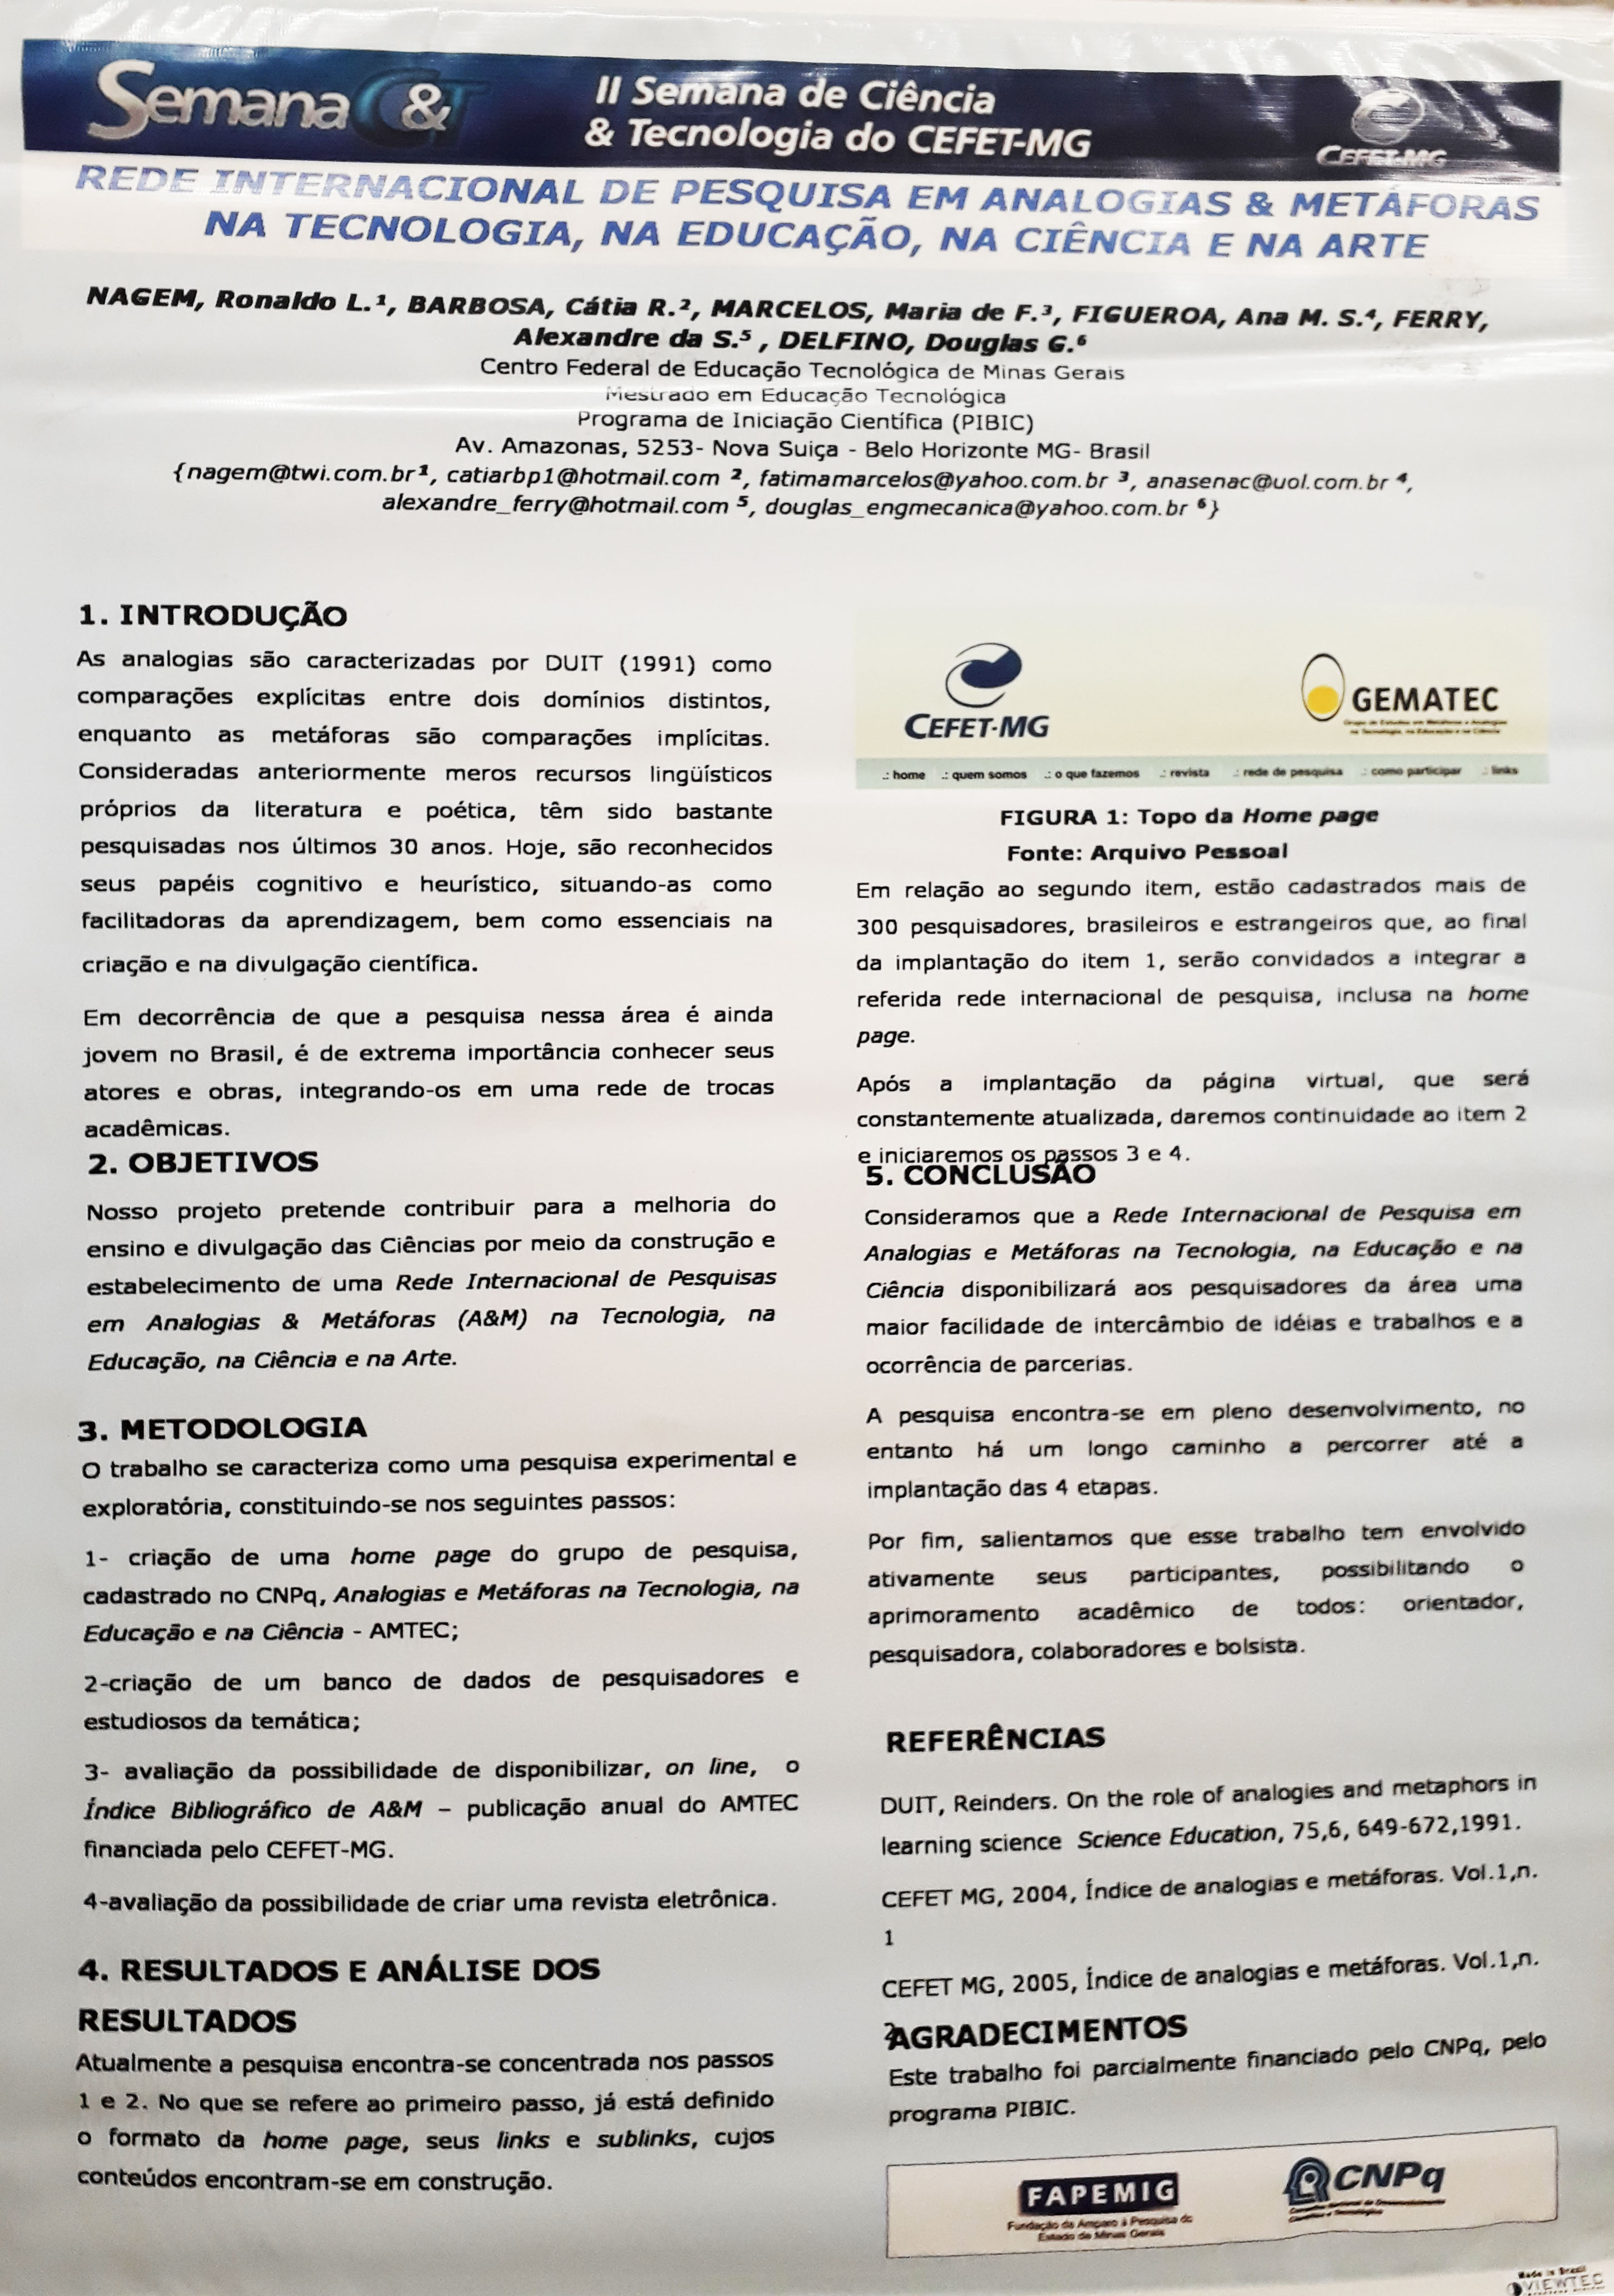 Semana C&T
II Semana de Ciência
& Tecnologia do CEFET-MG
CEFET-MG
REDE INTERNACIONAL DE PESQUISA EM ANALOGIAS & METÁFORAS
NA TECNOLOGIA, NA EDUCAÇÃO, NA CIÊNCIA E NA ARTE
NAGEM, Ronaldo L.¹, BARBOSA, Cátia R.², MARCELOS, Maria de F.³, FIGUEROA, Ana M. S.⁴, FERRY,
Alexandre da S.⁵ , DELFINO, Douglas G.⁶
Centro Federal de Educação Tecnológica de Minas Gerais
Mestrado em Educação Tecnológica
Programa de Iniciação Científica (PIBIC)
Av. Amazonas, 5253- Nova Suiça - Belo Horizonte MG- Brasil
{nagem@twi.com.br¹, catiarbp1@hotmail.com ², fatimamarcelos@yahoo.com.br ³, anasenac@uol.com.br ⁴,
alexandre_ferry@hotmail.com ⁵, douglas_engmecanica@yahoo.com.br ⁶}
1. INTRODUÇÃO
As analogias são caracterizadas por DUIT (1991) como
comparações explícitas entre dois domínios distintos,
enquanto as metáforas são comparações implícitas.
Consideradas anteriormente meros recursos lingüísticos
próprios da literatura e poética, têm sido bastante
pesquisadas nos últimos 30 anos. Hoje, são reconhecidos
seus papéis cognitivo e heurístico, situando-as como
facilitadoras da aprendizagem, bem como essenciais na
criação e na divulgação científica.
Em decorrência de que a pesquisa nessa área é ainda
jovem no Brasil, é de extrema importância conhecer seus
atores e obras, integrando-os em uma rede de trocas
acadêmicas.
2. OBJETIVOS
Nosso projeto pretende contribuir para a melhoria do
ensino e divulgação das Ciências por meio da construção e
estabelecimento de uma Rede Internacional de Pesquisas
em Analogias & Metáforas (A&M) na Tecnologia, na
Educação, na Ciência e na Arte.
3. METODOLOGIA
O trabalho se caracteriza como uma pesquisa experimental e
exploratória, constituindo-se nos seguintes passos:
1- criação de uma home page do grupo de pesquisa,
cadastrado no CNPq, Analogias e Metáforas na Tecnologia, na
Educação e na Ciência - AMTEC;
2-criação de um banco de dados de pesquisadores e
estudiosos da temática;
3- avaliação da possibilidade de disponibilizar, on line, o
Índice Bibliográfico de A&M – publicação anual do AMTEC
financiada pelo CEFET-MG.
4-avaliação da possibilidade de criar uma revista eletrônica.
4. RESULTADOS E ANÁLISE DOS
RESULTADOS
Atualmente a pesquisa encontra-se concentrada nos passos
1 e 2. No que se refere ao primeiro passo, já está definido
o formato da home page, seus links e sublinks, cujos
conteúdos encontram-se em construção.
CEFET-MG
GEMATEC
Grupo de Estudos em Metáforas e Analogias
na Tecnologia, na Educação e na Ciência
.: home .: quem somos .: o que fazemos .: revista .: rede de pesquisa .: como participar .: links
FIGURA 1: Topo da Home page
Fonte: Arquivo Pessoal
Em relação ao segundo item, estão cadastrados mais de
300 pesquisadores, brasileiros e estrangeiros que, ao final
da implantação do item 1, serão convidados a integrar a
referida rede internacional de pesquisa, inclusa na home
page.
Após a implantação da página virtual, que será
constantemente atualizada, daremos continuidade ao item 2
e iniciaremos os passos 3 e 4.
5. CONCLUSÃO
Consideramos que a Rede Internacional de Pesquisa em
Analogias e Metáforas na Tecnologia, na Educação e na
Ciência disponibilizará aos pesquisadores da área uma
maior facilidade de intercâmbio de idéias e trabalhos e a
ocorrência de parcerias.
A pesquisa encontra-se em pleno desenvolvimento, no
entanto há um longo caminho a percorrer até a
implantação das 4 etapas.
Por fim, salientamos que esse trabalho tem envolvido
ativamente seus participantes, possibilitando o
aprimoramento acadêmico de todos: orientador,
pesquisadora, colaboradores e bolsista.
REFERÊNCIAS
DUIT, Reinders. On the role of analogies and metaphors in
learning science Science Education, 75,6, 649-672,1991.
CEFET MG, 2004, Índice de analogias e metáforas. Vol.1,n.
1
CEFET MG, 2005, Índice de analogias e metáforas. Vol.1,n.
2
AGRADECIMENTOS
Este trabalho foi parcialmente financiado pelo CNPq, pelo
programa PIBIC.
FAPEMIG
Fundação de Amparo à Pesquisa do
Estado de Minas Gerais
CNPq
Conselho Nacional de Desenvolvimento
Científico e Tecnológico
Made in Brazil
VIEWTEC